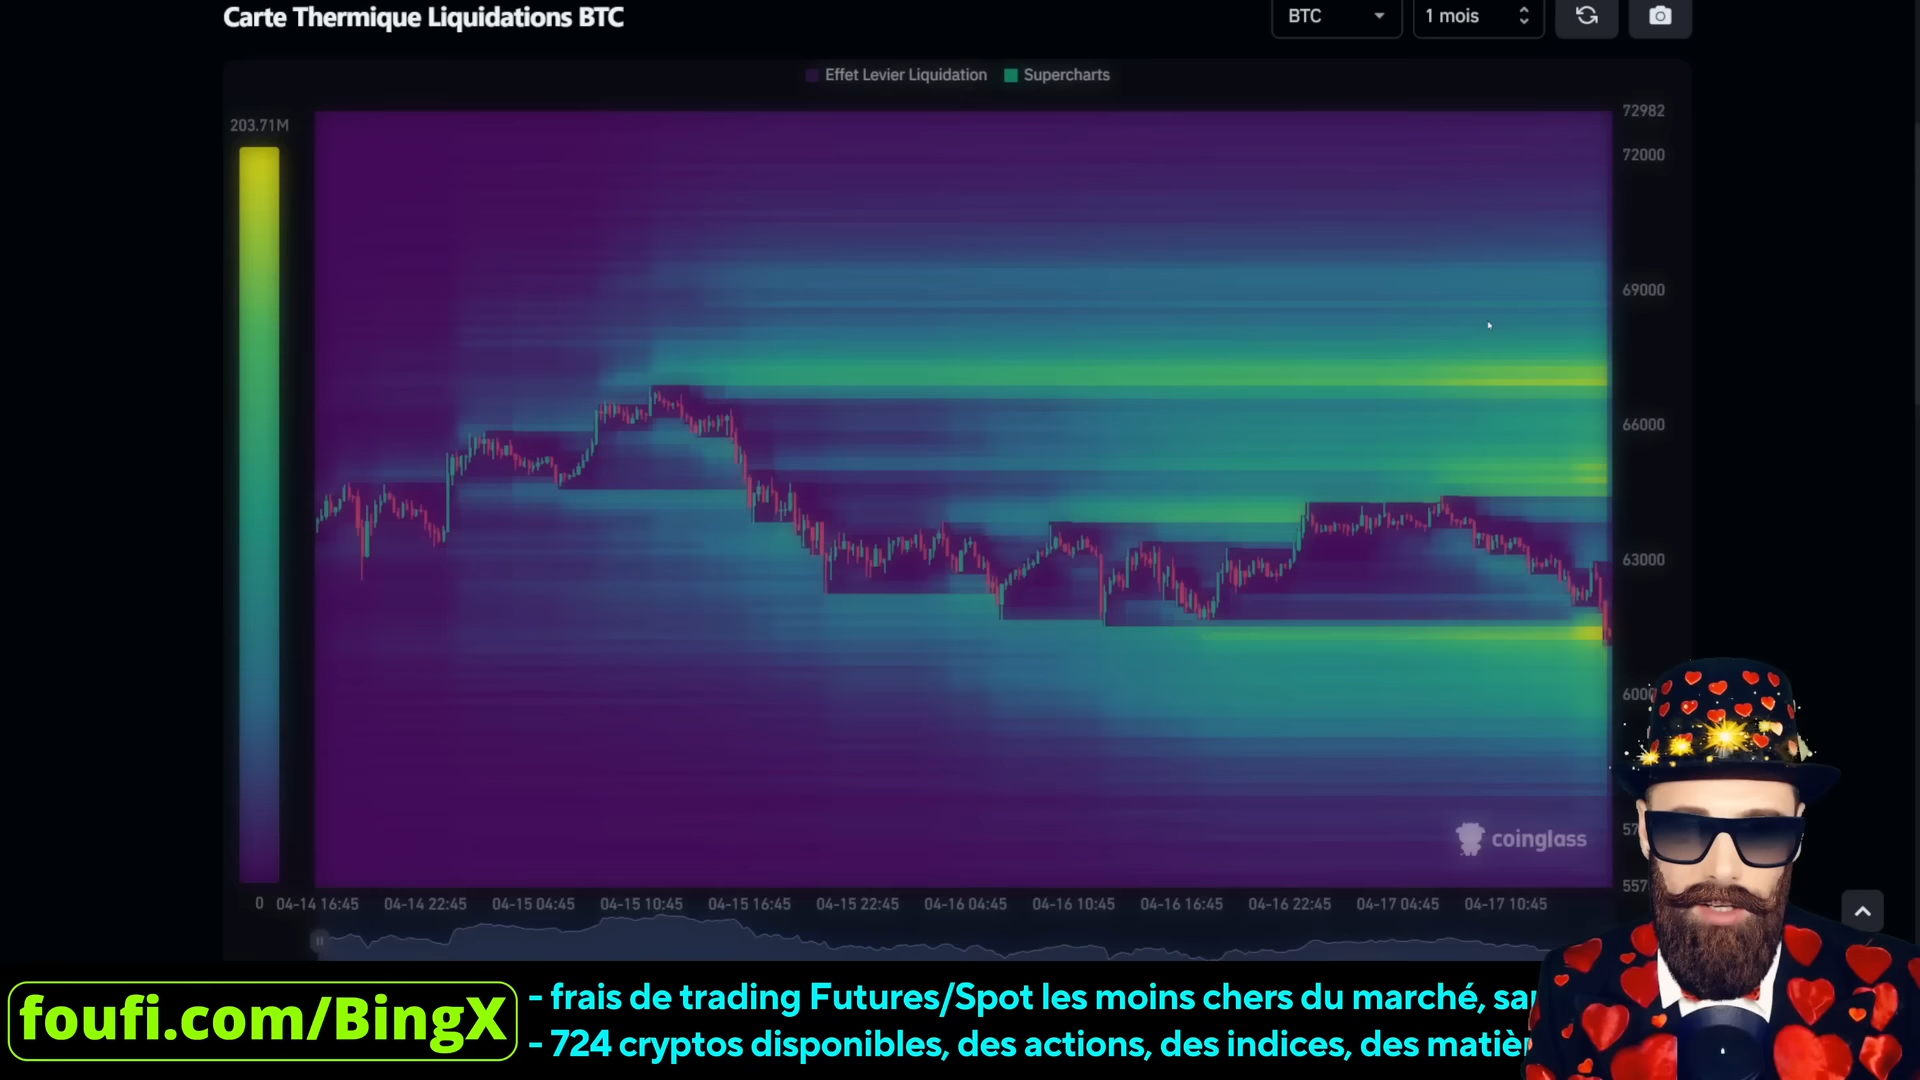 Carte Thermique Liquidations BTC
BTC
1 mois
Effet Levier Liquidation
Supercharts
203.71M
72982
72000
69000
66000
63000
coinglass
0
04-14 16:45
04-14 22:45
04-15 04:45
04-15 10:45
04-15 16:45
04-15 22:45
04-16 04:45
04-16 10:45
04-16 16:45
04-16 22:45
04-17 04:45
04-17 10:45
foufi.com/BingX
- frais de trading Futures/Spot les moins chers du marché,
- 724 cryptos disponibles, des actions, des indices, des